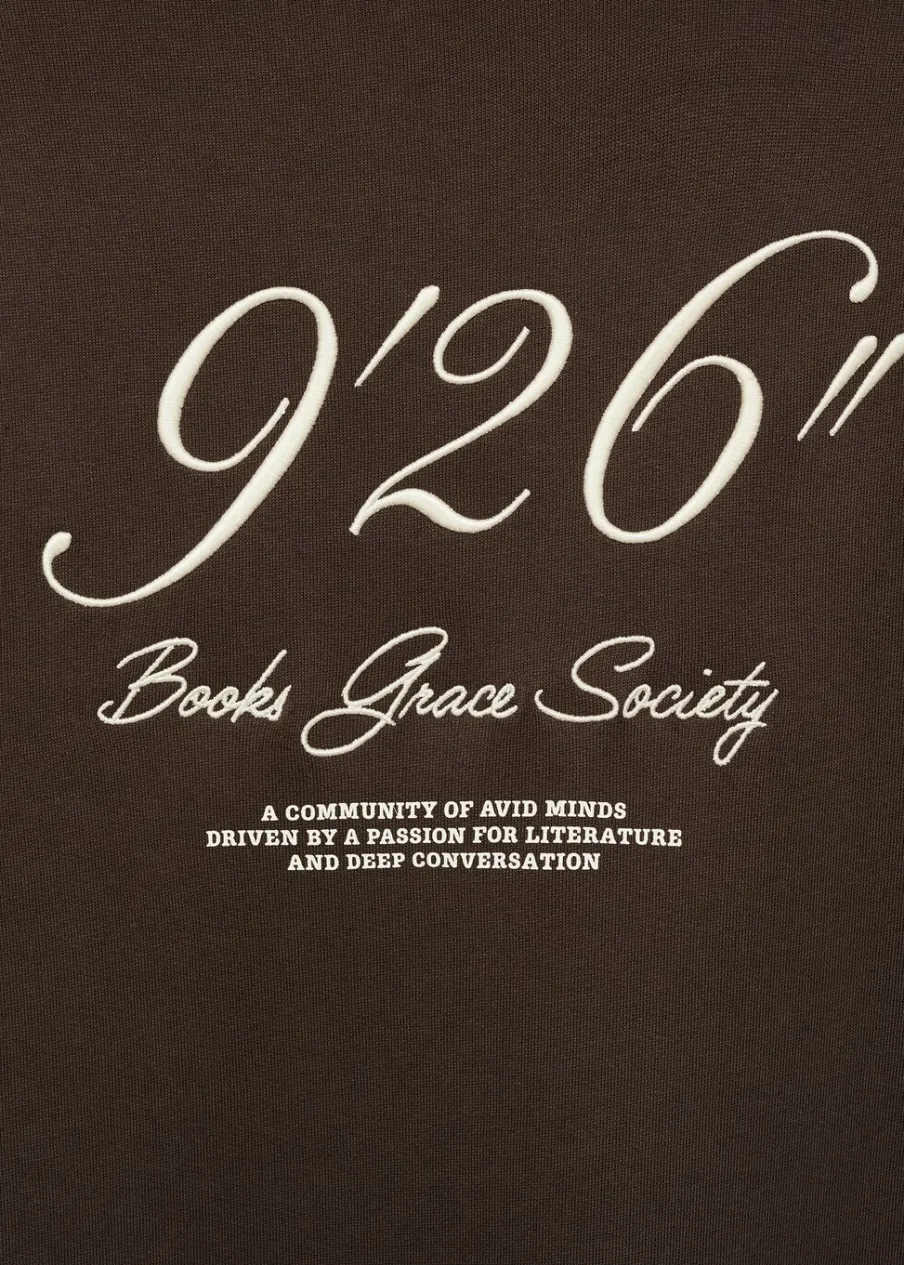 9'26"
Books Grace Society
A COMMUNITY OF AVID MINDS
DRIVEN BY A PASSION FOR LITERATURE
AND DEEP CONVERSATION